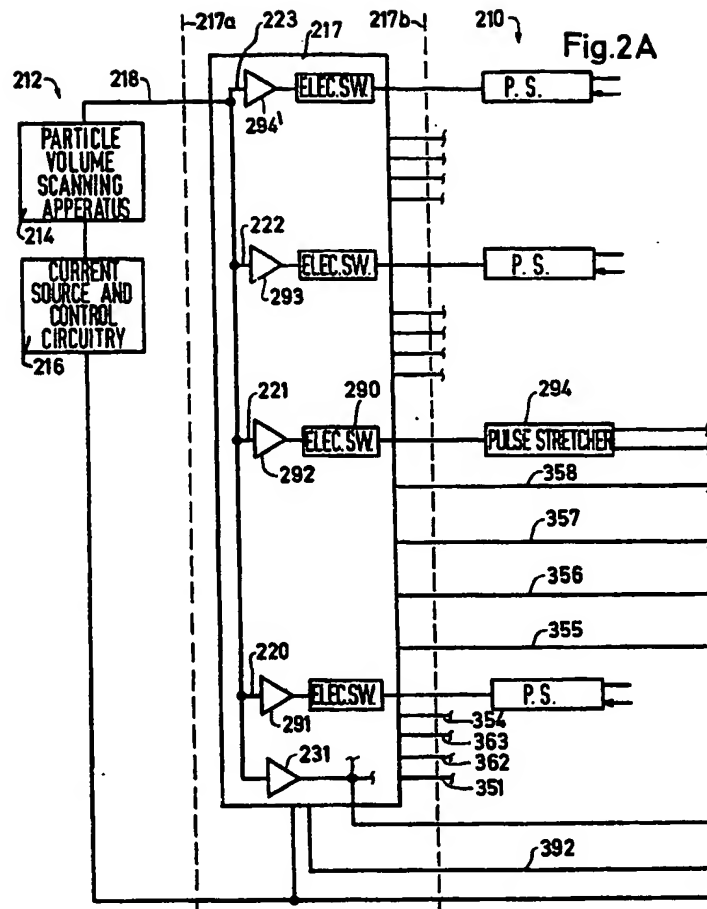 217a
223
217
217b
210
Fig.2A
212
218
ELEC.SW.
P. S.
294'
PARTICLE
VOLUME
SCANNING
APPARATUS
214
222
ELEC.SW.
P. S.
293
CURRENT
SOURCE AND
CONTROL
CIRCUITRY
216
221
290
294
ELEC.SW.
PULSE STRETCHER
292
358
357
356
355
220
ELEC.SW.
P. S.
291
354
363
231
362
351
392